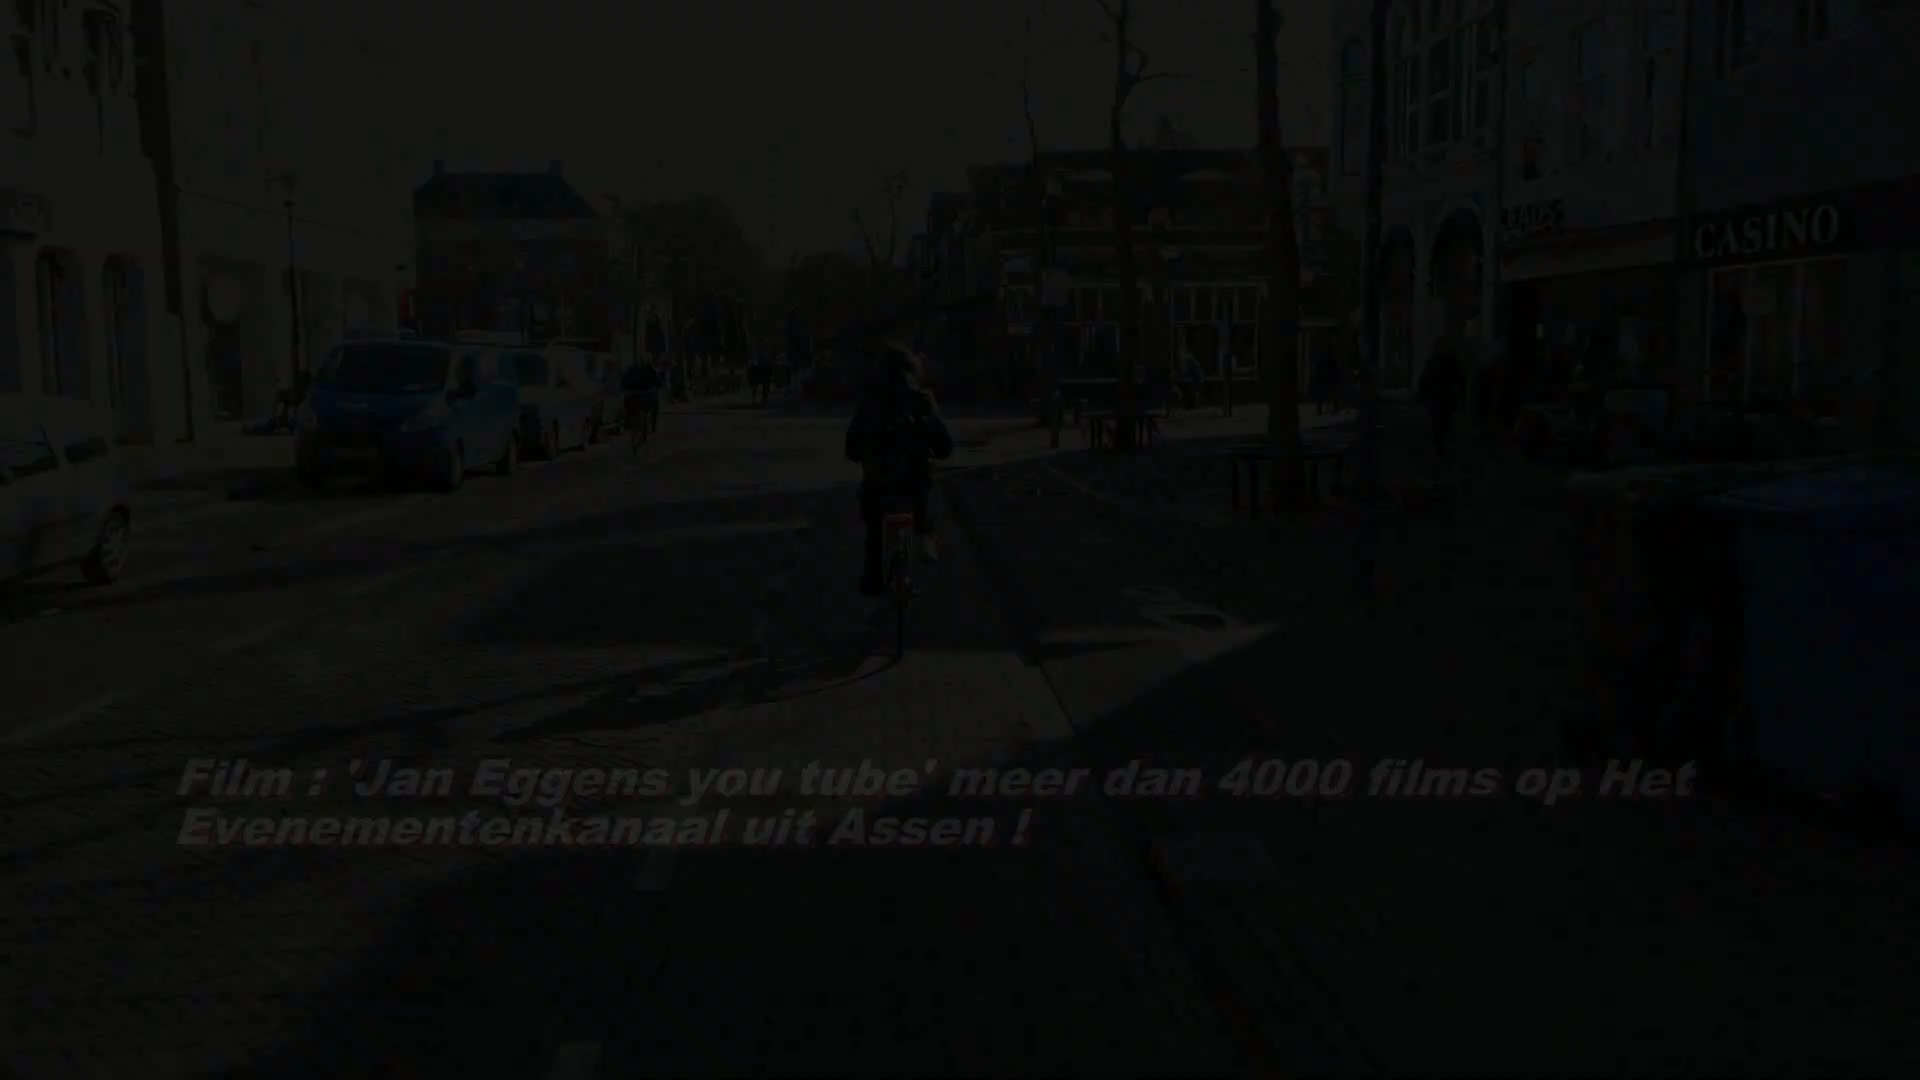 CASINO
Film : 'Jan Eggens you tube' meer dan 4000 films op Het
Evenementenkanaal uit Assen !